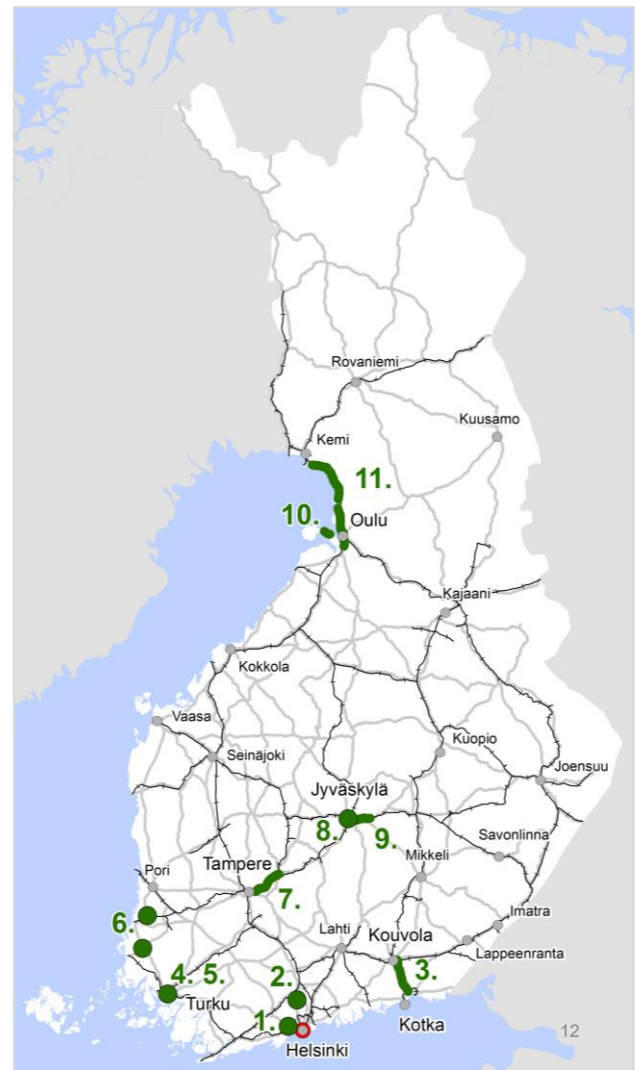 Rovaniemi
Kuusamo
Kemi
11.
10.
Oulu
Kajaani
Kokkola
Vaasa
Seinäjoki
Kuopio
Joensuu
Jyväskylä
8.
9.
Savonlinna
Mikkeli
Tampere
Pori
7.
Imatra
6.
Lahti
Kouvola
Lappeenranta
4. 5.
2.
3.
Turku
Kotka
1.
12
Helsinki